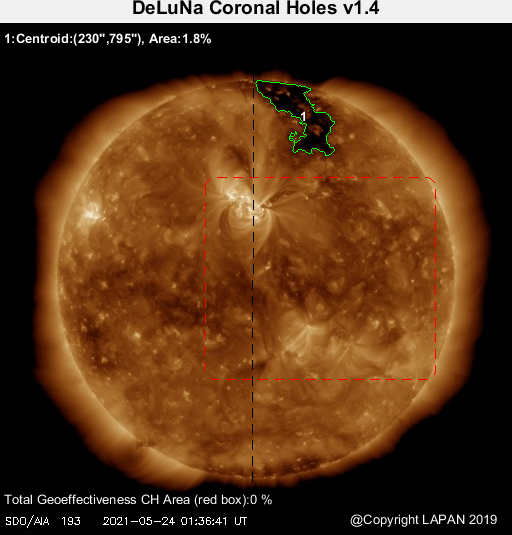 DeLuNa Coronal Holes v1.4
1:Centroid:(230",795"), Area:1.8%
1
Total Geoeffectiveness CH Area (red box):0 %
SDO/AIA 193 2021-05-24 01:36:41 UT
@Copyright LAPAN 2019